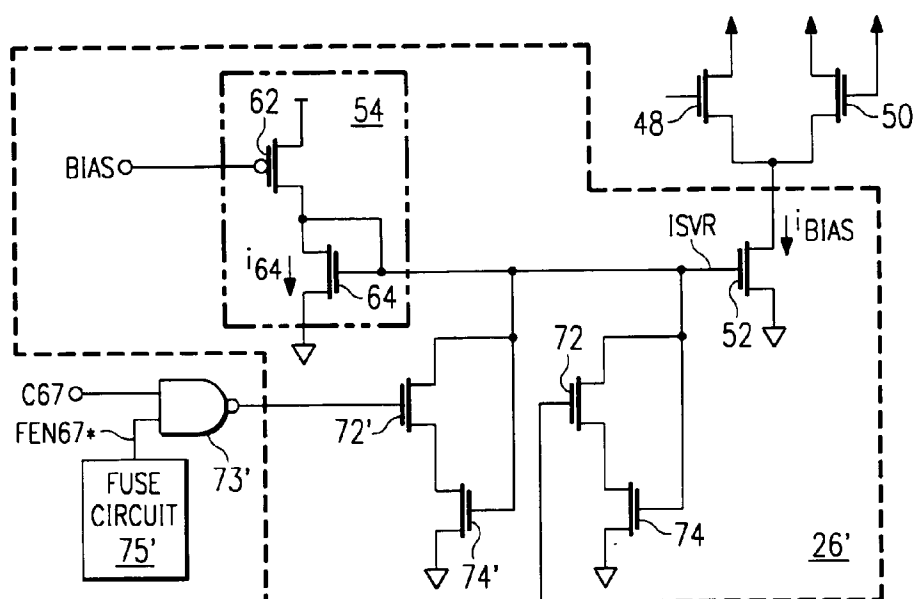 62
54
BIAS
i64
64
48
50
ISVR
iBIAS
52
C67
FEN67*
73'
FUSE
CIRCUIT
75'
72'
72
74'
74
26'